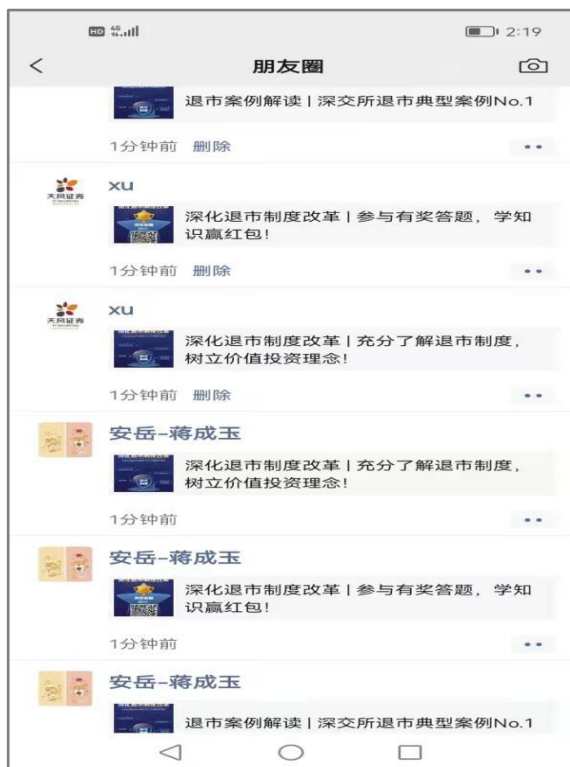 HD 4G 2:19
朋友圈
退市案例解读 | 深交所退市典型案例No.1
1分钟前 删除
天风证券
xu
深化退市制度改革 | 参与有奖答题，学知
识赢红包！
1分钟前 删除
天风证券
xu
深化退市制度改革 | 充分了解退市制度，
树立价值投资理念！
1分钟前 删除
安岳-蒋成玉
深化退市制度改革 | 充分了解退市制度，
树立价值投资理念！
1分钟前
安岳-蒋成玉
深化退市制度改革 | 参与有奖答题，学知
识赢红包！
1分钟前
安岳-蒋成玉
退市案例解读 | 深交所退市典型案例No.1